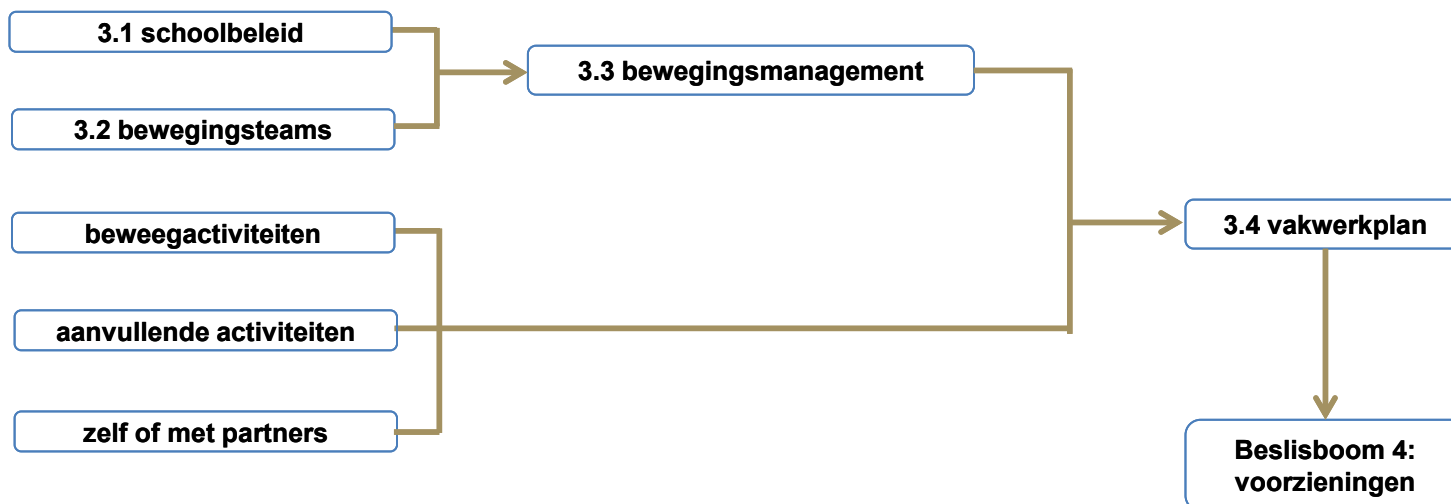 3.1 schoolbeleid
3.2 bewegingsteams
3.3 bewegingsmanagement
beweegactiviteiten
aanvullende activiteiten
zelf of met partners
3.4 vakwerkplan
Beslisboom 4:
voorzieningen